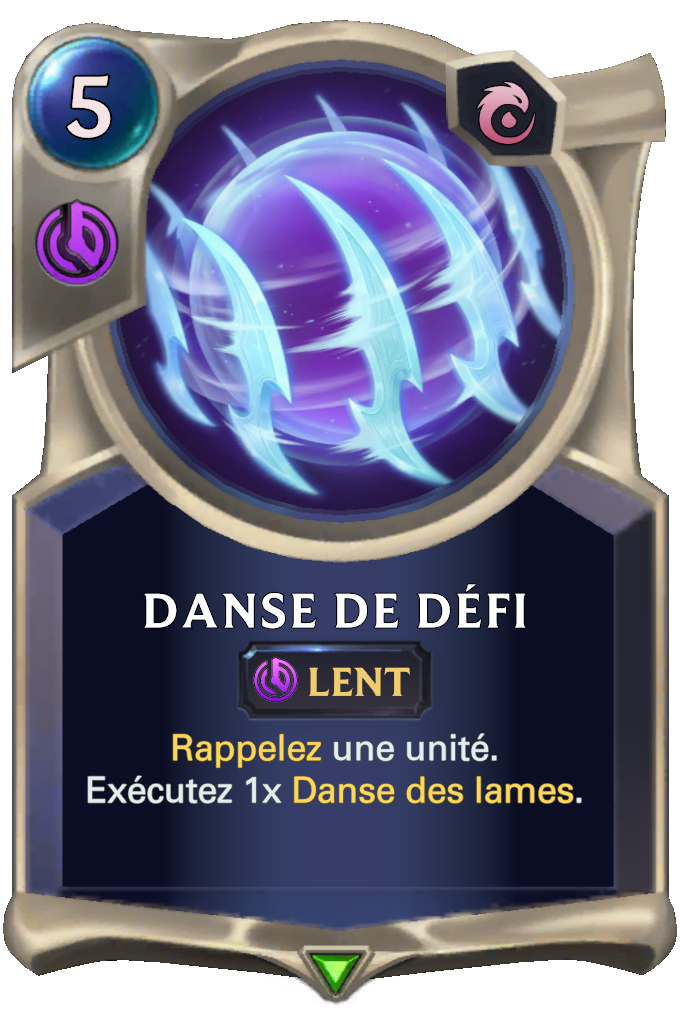 5
DANSE DE DÉFI
LENT
Rappelez une unité.
Exécutez 1x Danse des lames.